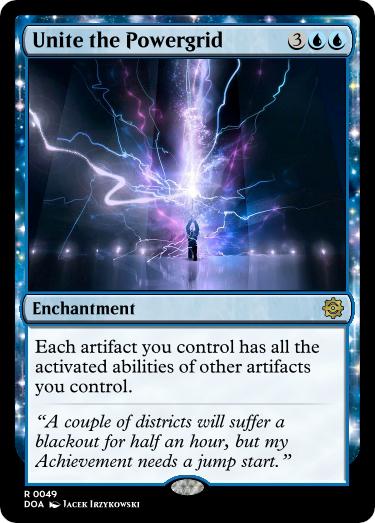 Unite the Powergrid 3
Enchantment
Each artifact you control has all the
activated abilities of other artifacts
you control.
“A couple of districts will suffer a
blackout for half an hour, but my
Achievement needs a jump start.”
R 0049
DOA Jacek Irzykowski